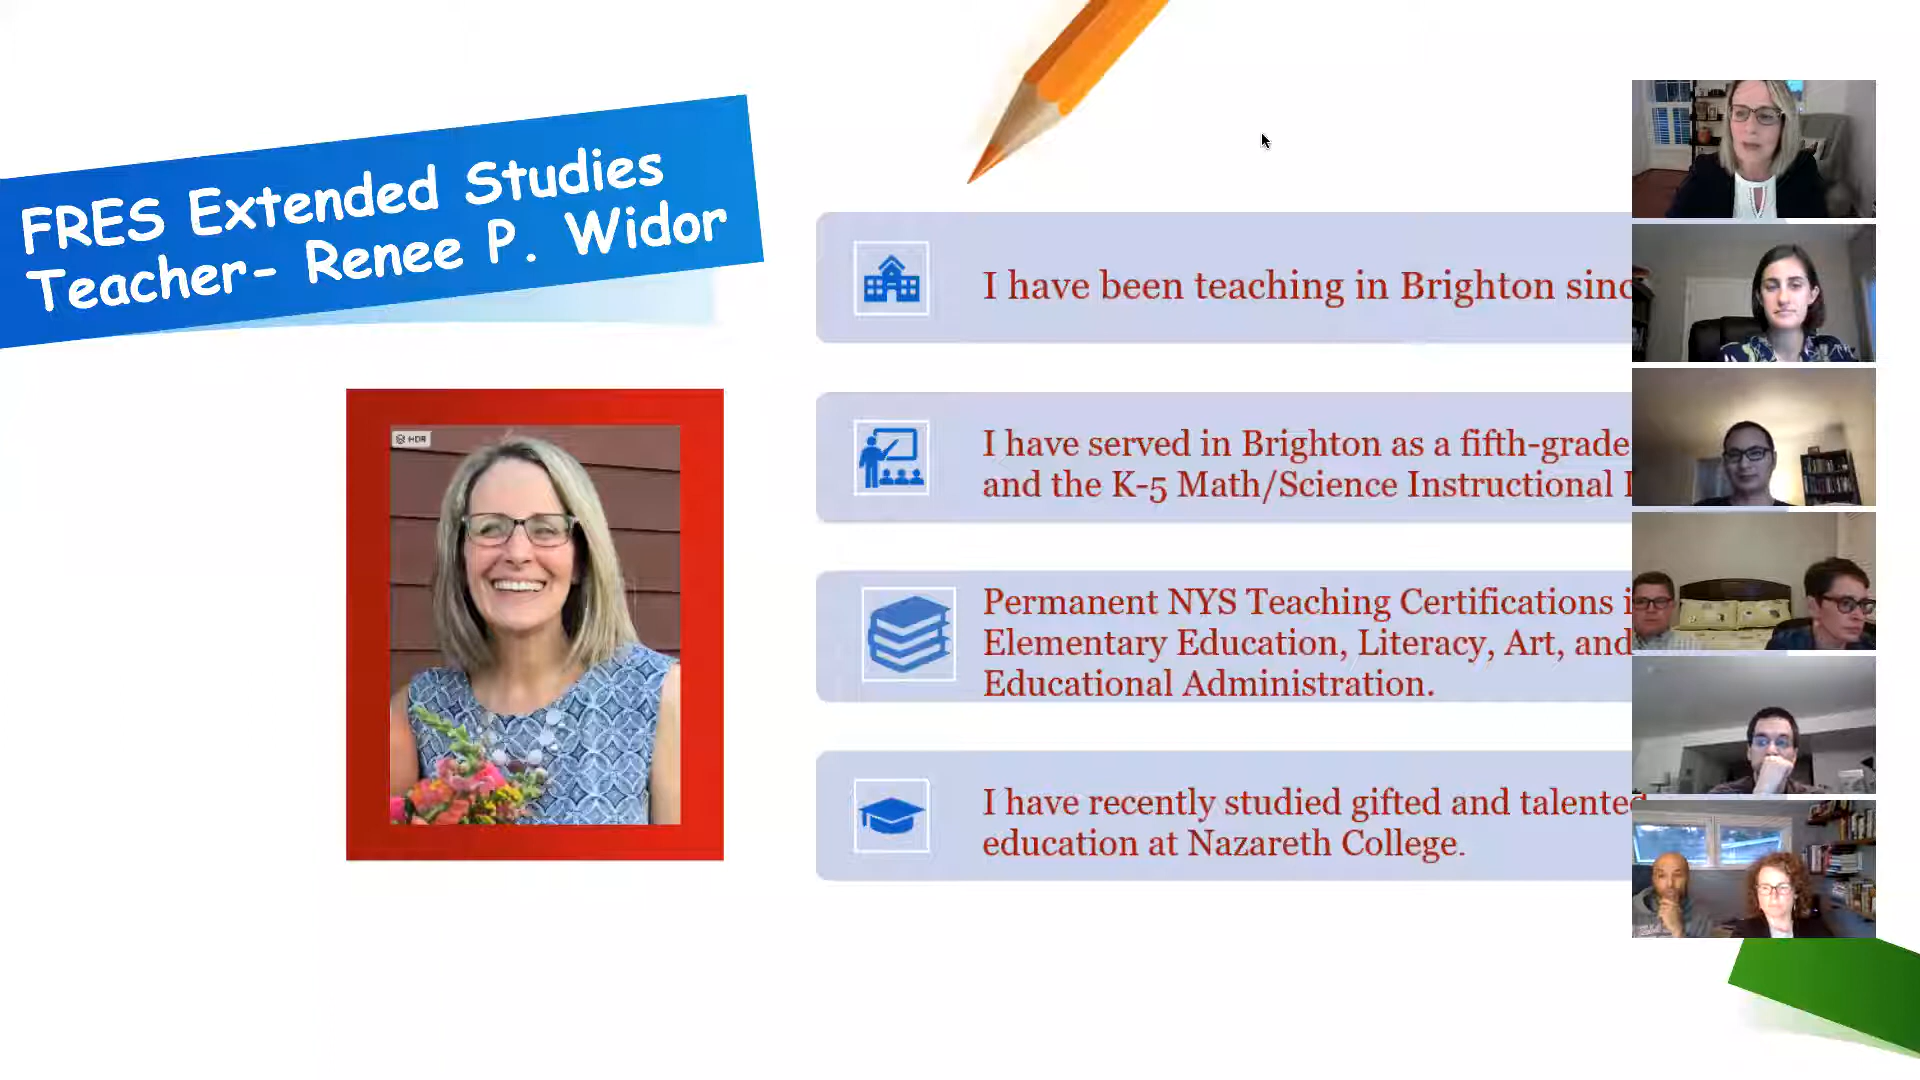 FRES Extended Studies
Teacher- Renee P. Widor
HDR
I have been teaching in Brighton
I have served in Brighton as a fifth-grade
and the K-5 Math/Science Instructional
Permanent NYS Teaching Certifications
Elementary Education, Literacy, Art, and
Educational Administration.
I have recently studied gifted and talented
education at Nazareth College.